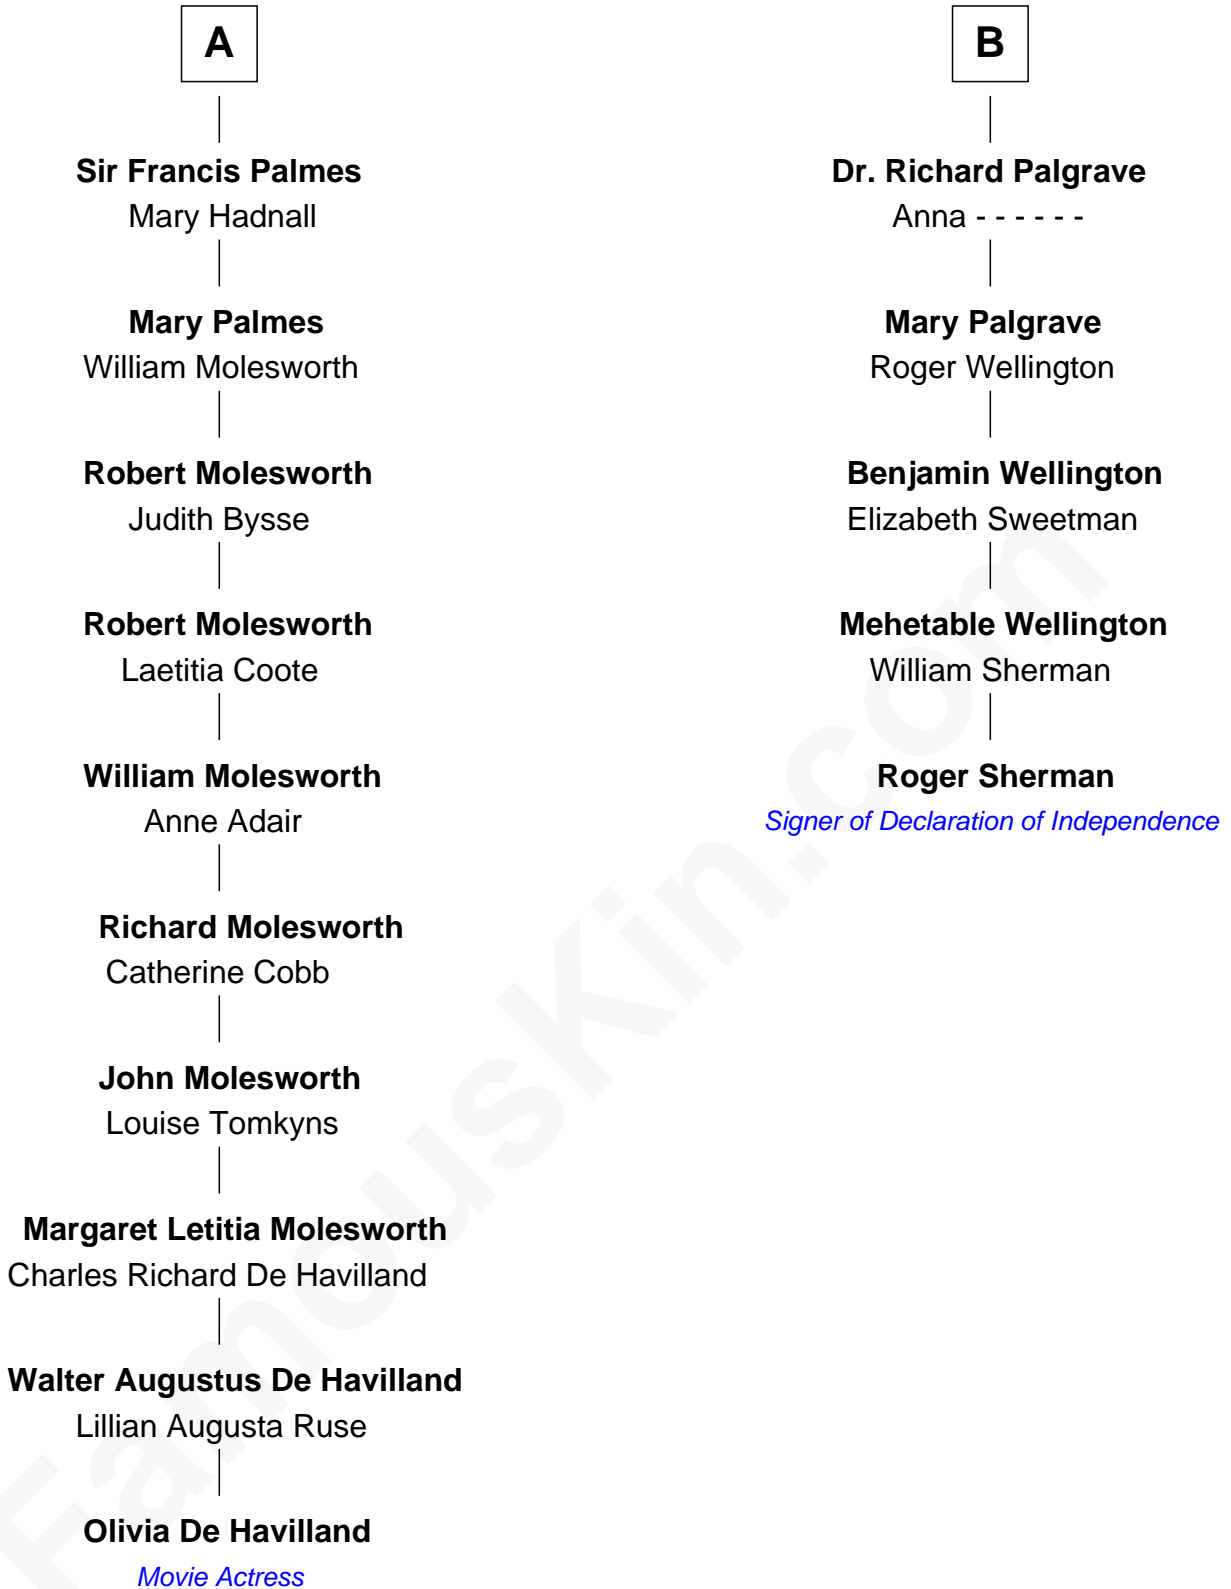 A
Sir Francis Palmes
Mary Hadnall
Mary Palmes
William Molesworth
Robert Molesworth
Judith Bysse
Robert Molesworth
Laetitia Coote
William Molesworth
Anne Adair
Richard Molesworth
Catherine Cobb
John Molesworth
Louise Tomkyns
Margaret Letitia Molesworth
Charles Richard De Havilland
Walter Augustus De Havilland
Lillian Augusta Ruse
Olivia De Havilland
Movie Actress
B
Dr. Richard Palgrave
Anna - - - - - -
Mary Palgrave
Roger Wellington
Benjamin Wellington
Elizabeth Sweetman
Mehetable Wellington
William Sherman
Roger Sherman
Signer of Declaration of Independence
FamousKin.com